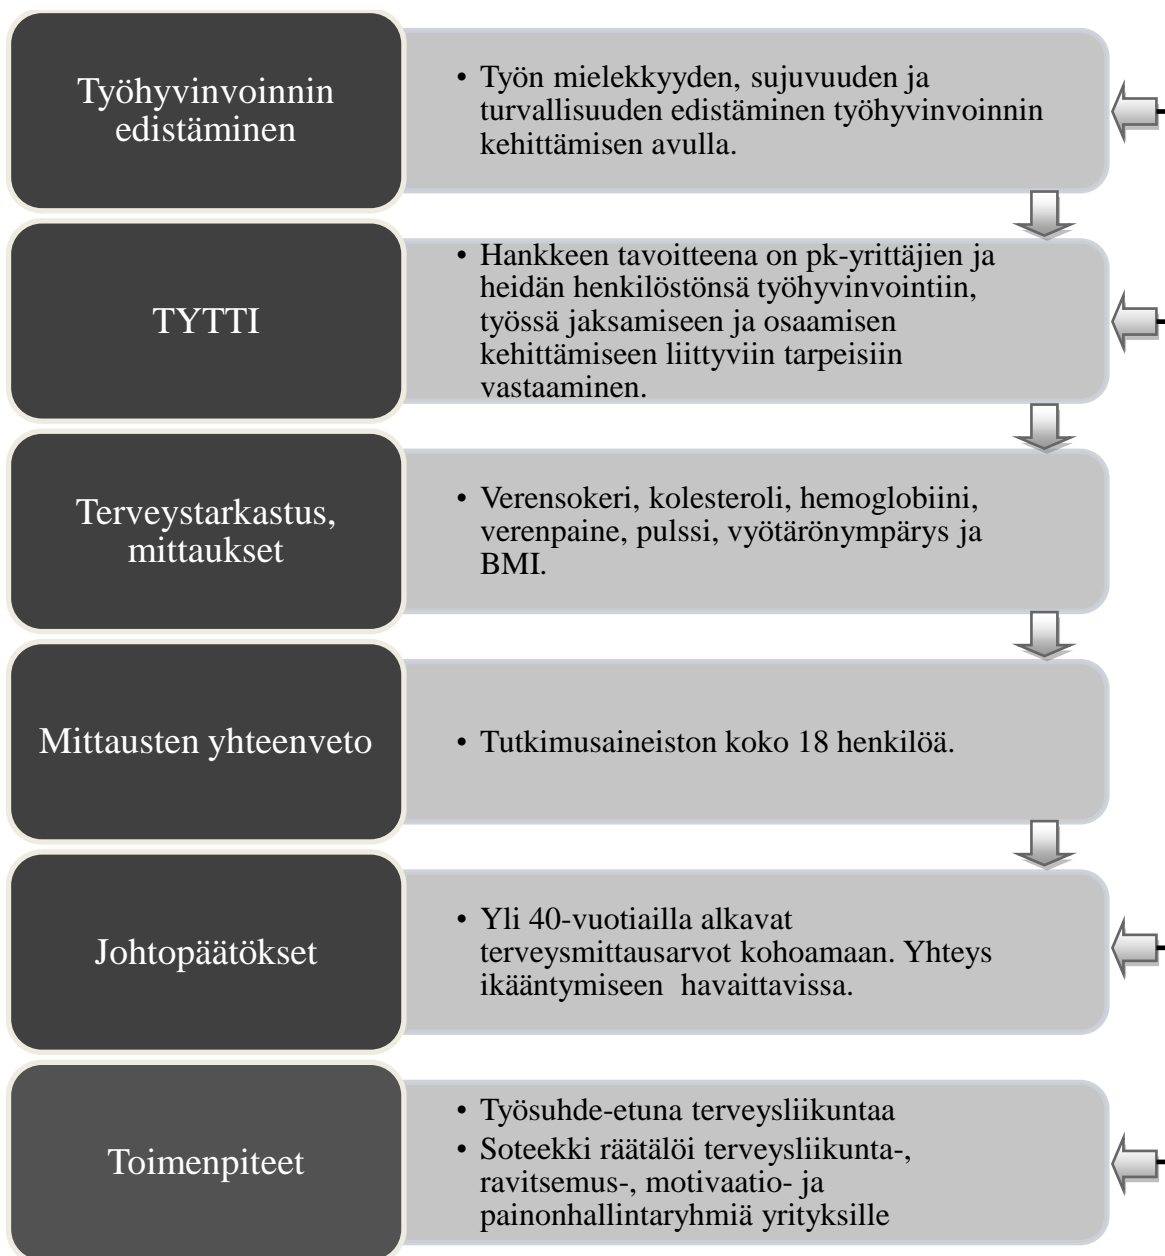 Työhyvinvoinnin
edistäminen
• Työn mielekkyyden, sujuvuuden ja
turvallisuuden edistäminen työhyvinvoinnin
kehittämisen avulla.
TYTTI
• Hankkeen tavoitteena on pk-yrittäjien ja
heidän henkilöstönsä työhyvinvointiin,
työssä jaksamiseen ja osaamisen
kehittämiseen liittyviin tarpeisiin
vastaaminen.
Terveystarkastus,
mittaukset
• Verensokeri, kolesteroli, hemoglobiini,
verenpaine, pulssi, vyötärönympärys ja
BMI.
Mittausten yhteenveto
• Tutkimusaineiston koko 18 henkilöä.
Johtopäätökset
• Yli 40-vuotiailla alkavat
terveysmittausarvot kohoamaan. Yhteys
ikääntymiseen havaittavissa.
Toimenpiteet
• Työsuhde-etuna terveysliikuntaa
• Soteekki räätälöi terveysliikunta-,
ravitsemus-, motivaatio- ja
painonhallintaryhmiä yrityksille